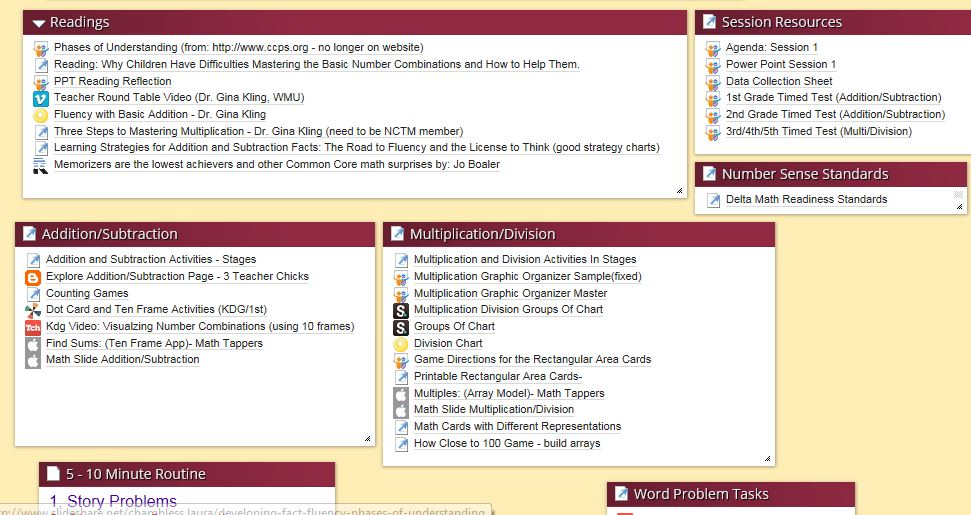 Readings
Phases of Understanding (from: http://www.ccps.org - no longer on website)
Reading: Why Children Have Difficulties Mastering the Basic Number Combinations and How to Help Them.
PPT Reading Reflection
Teacher Round Table Video (Dr. Gina Kling, WMU)
Fluency with Basic Addition - Dr. Gina Kling
Three Steps to Mastering Multiplication - Dr. Gina Kling (need to be NCTM member)
Learning Strategies for Addition and Subtraction Facts: The Road to Fluency and the License to Think (good strategy charts)
Memorizers are the lowest achievers and other Common Core math surprises by: Jo Boaler
Session Resources
Agenda: Session 1
Power Point Session 1
Data Collection Sheet
1st Grade Timed Test (Addition/Subtraction)
2nd Grade Timed Test (Addition/Subtraction)
3rd/4th/5th Timed Test (Multi/Division)
Number Sense Standards
Delta Math Readiness Standards
Addition/Subtraction
Addition and Subtraction Activities - Stages
Explore Addition/Subtraction Page - 3 Teacher Chicks
Counting Games
Dot Card and Ten Frame Activities (KDG/1st)
Tch Kdg Video: Visualzing Number Combinations (using 10 frames)
Find Sums: (Ten Frame App)- Math Tappers
Math Slide Addition/Subtraction
Multiplication/Division
Multiplication and Division Activities In Stages
Multiplication Graphic Organizer Sample(fixed)
Multiplication Graphic Organizer Master
S. Multiplication Division Groups Of Chart
S. Groups Of Chart
Division Chart
Game Directions for the Rectangular Area Cards
Printable Rectangular Area Cards-
Multiples: (Array Model)- Math Tappers
Math Slide Multiplication/Division
Math Cards with Different Representations
How Close to 100 Game - build arrays
5 - 10 Minute Routine
1. Story Problems
Word Problem Tasks
p://www.slideshare.net/chambless.laura/developing-fact-fluency-phases-of-understanding